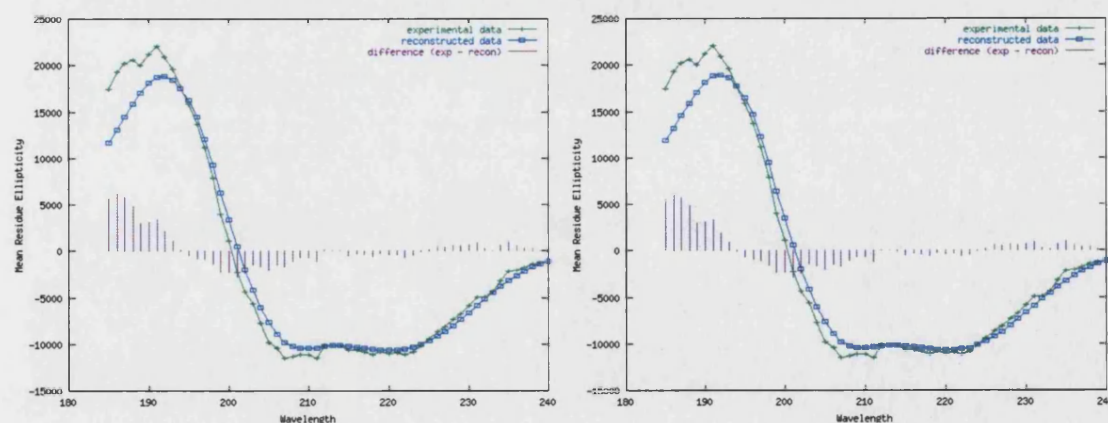 25000
20000
15000
10000
5000
0
-5000
-10000
-15000
Mean Residue Ellipticity
experimental data
reconstructed data
difference (exp - recon)
180 190 200 210 220 230 240
Wavelength
25000
20000
15000
10000
5000
0
-5000
-10000
-15000
Mean Residue Ellipticity
experimental data
reconstructed data
difference (exp - recon)
180 190 200 210 220 230 240
Wavelength